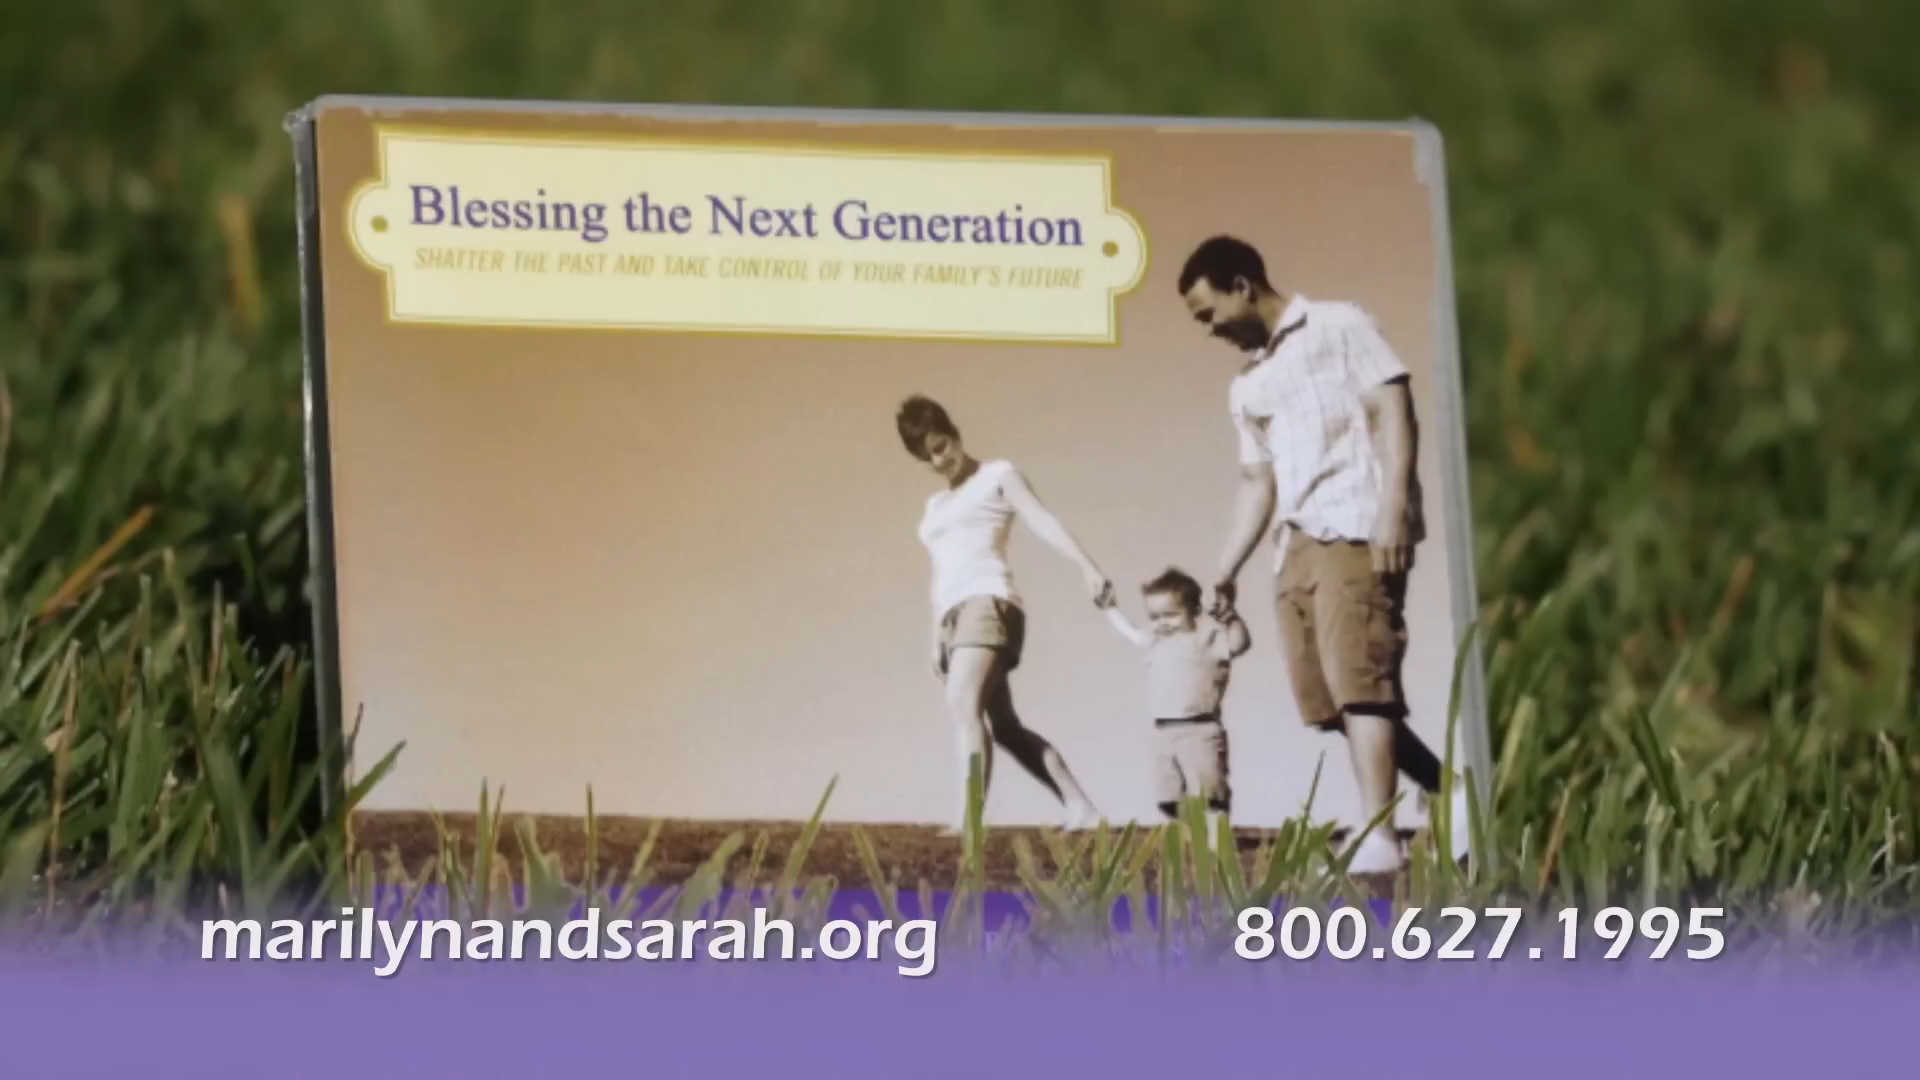 Blessing the Next Generation
SHATTER THE PAST AND TAKE CONTROL OF YOUR FAMILY'S FUTURE
marilynandsarah.org
800.627.1995